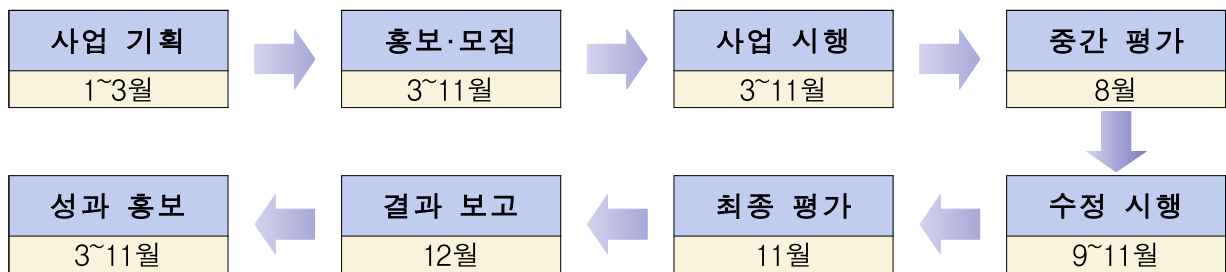 사업 기획
1~3월
홍보·모집
3~11월
사업 시행
3~11월
중간 평가
8월
수정 시행
9~11월
최종 평가
11월
결과 보고
12월
성과 홍보
3~11월